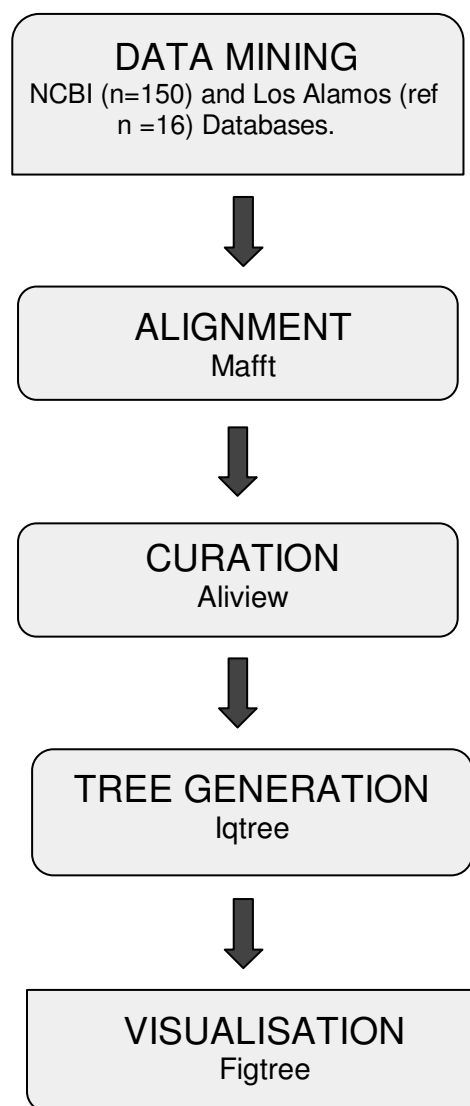 DATA MINING
NCBI (n=150) and Los Alamos (ref
n =16) Databases.
ALIGNMENT
Mafft
CURATION
Aliview
TREE GENERATION
Iqtree
VISUALISATION
Figtree